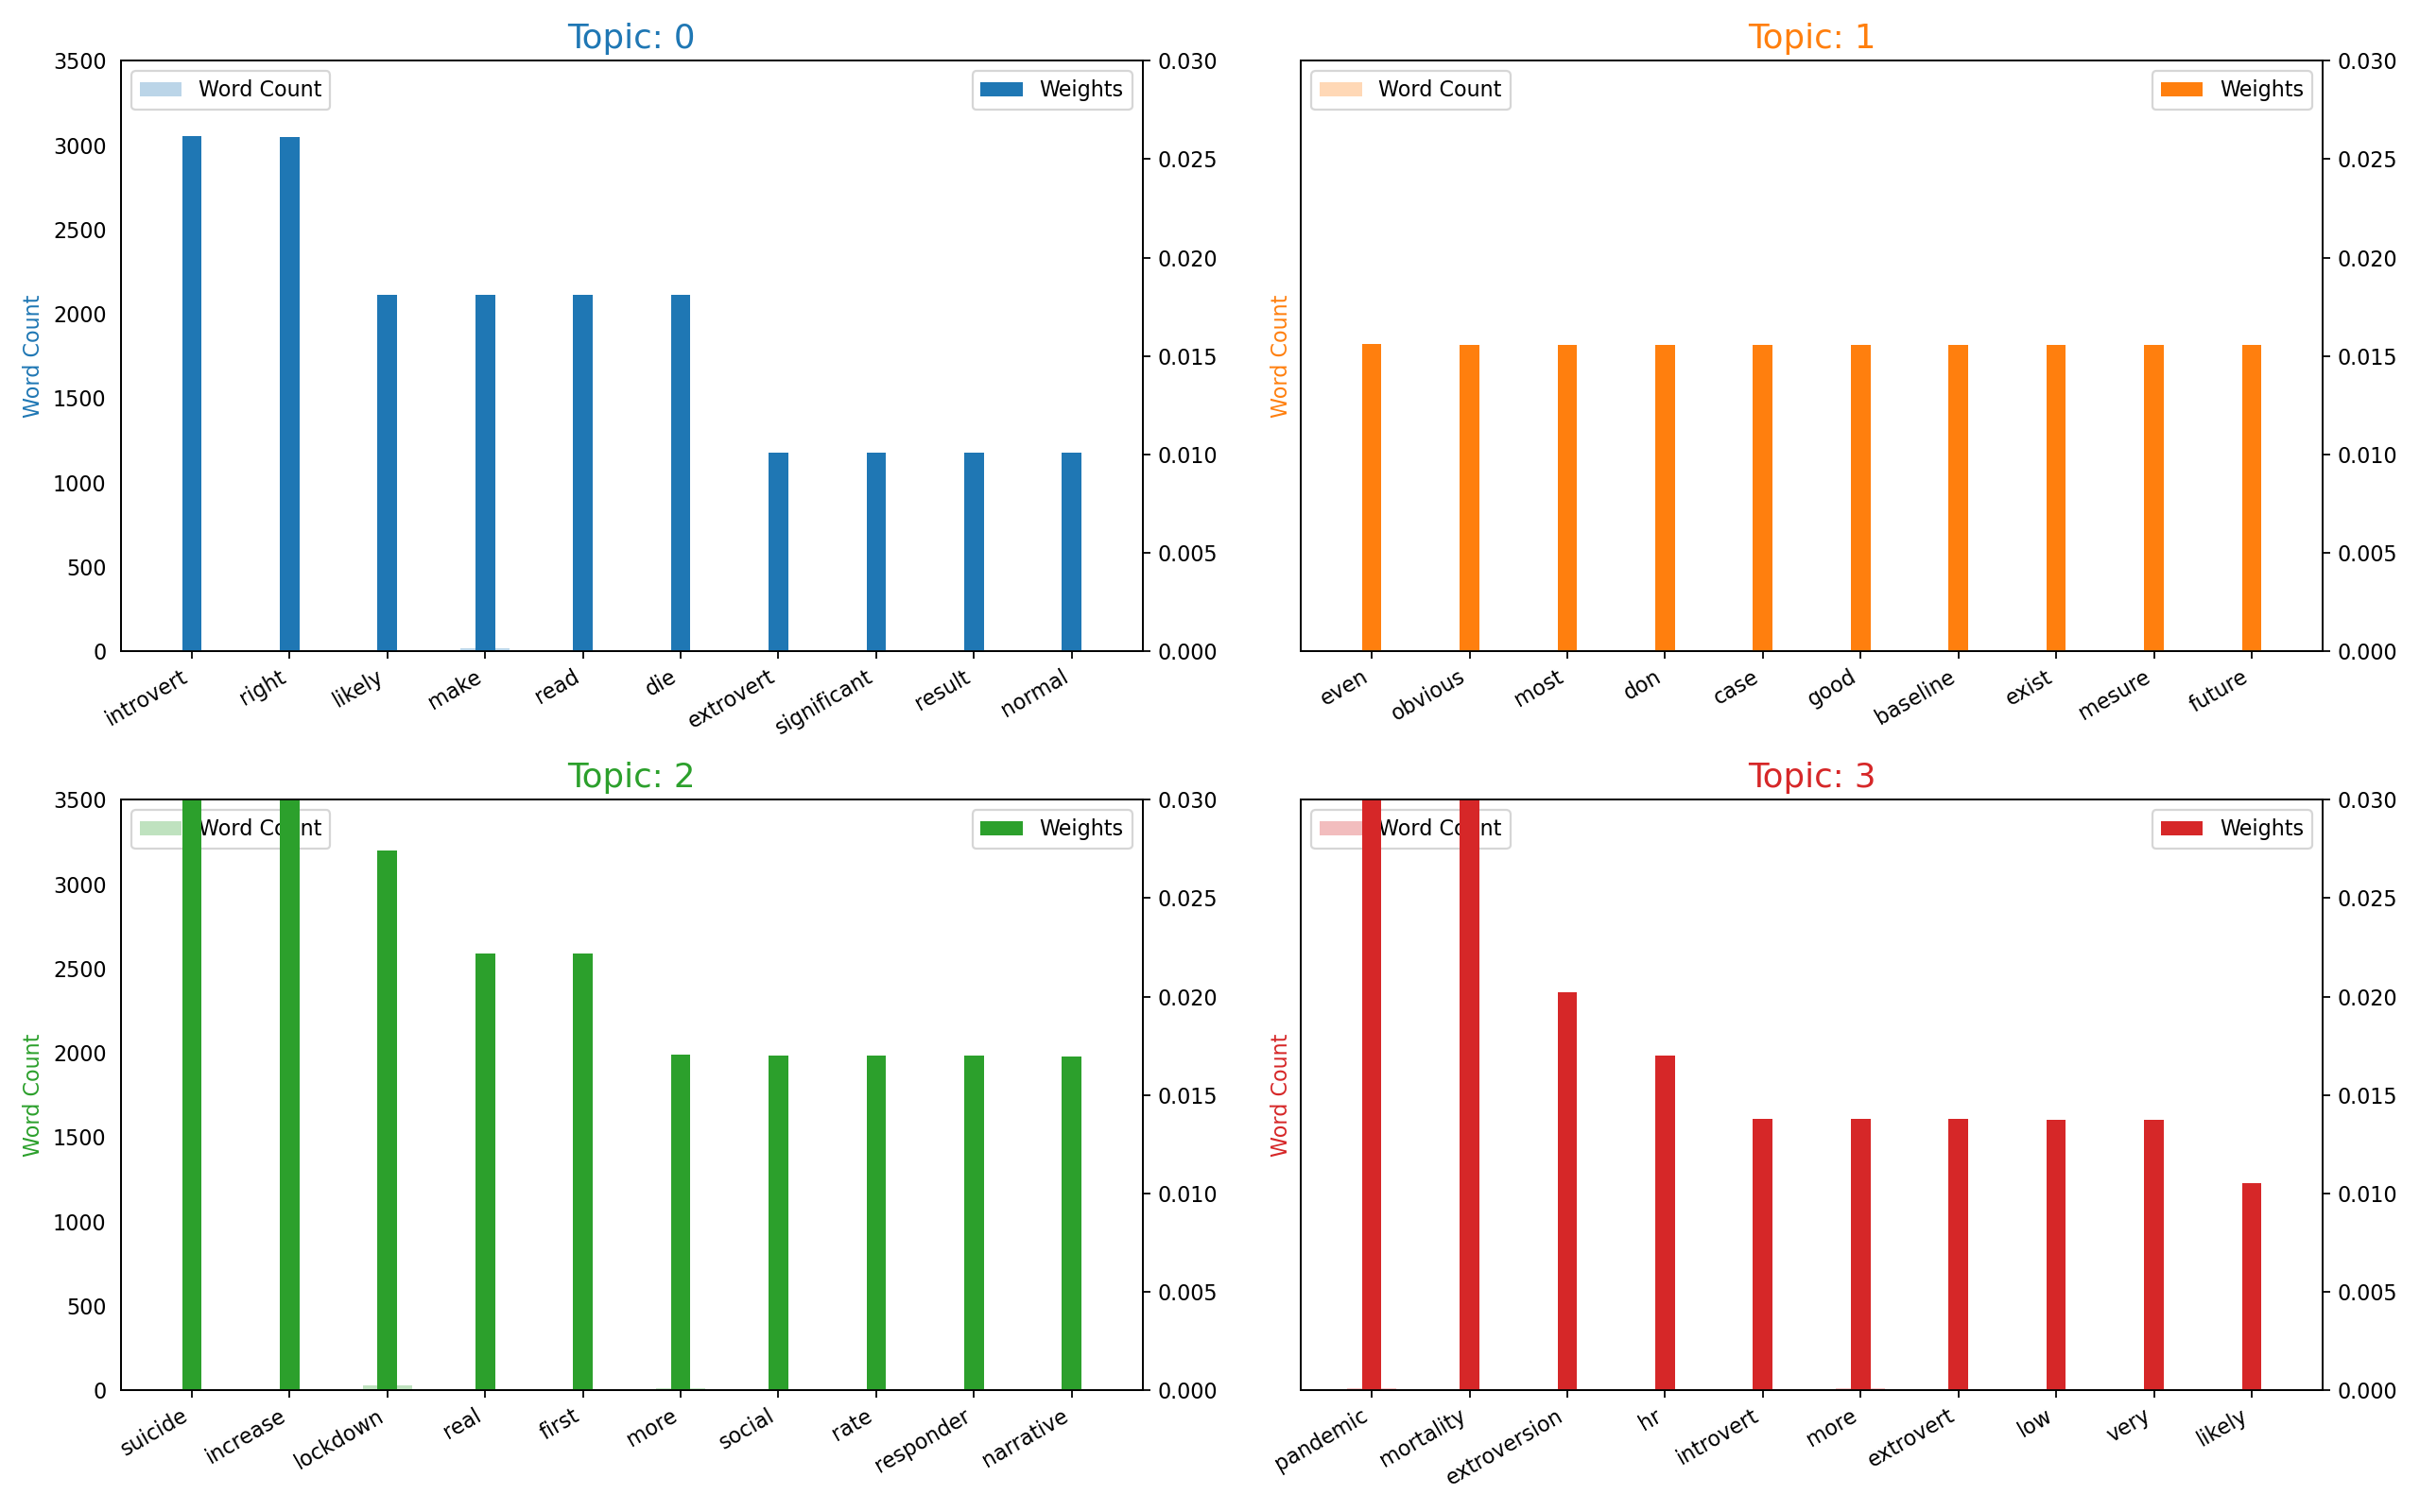 Topic: 0
Word Count
Weights
3500
3000
2500
2000
1500
1000
500
0
Word Count
0.030
0.025
0.020
0.015
0.010
0.005
0.000
introvert right likely make read die extrovert significant result normal
Topic: 1
Word Count
Weights
Word Count
0.030
0.025
0.020
0.015
0.010
0.005
0.000
even obvious most don case good baseline exist mesure future
Topic: 2
Word Count
Weights
3500
3000
2500
2000
1500
1000
500
0
Word Count
0.030
0.025
0.020
0.015
0.010
0.005
0.000
suicide increase lockdown real first more social rate responder narrative
Topic: 3
Word Count
Weights
Word Count
0.030
0.025
0.020
0.015
0.010
0.005
0.000
pandemic mortality extroversion hr introvert more extrovert low very likely